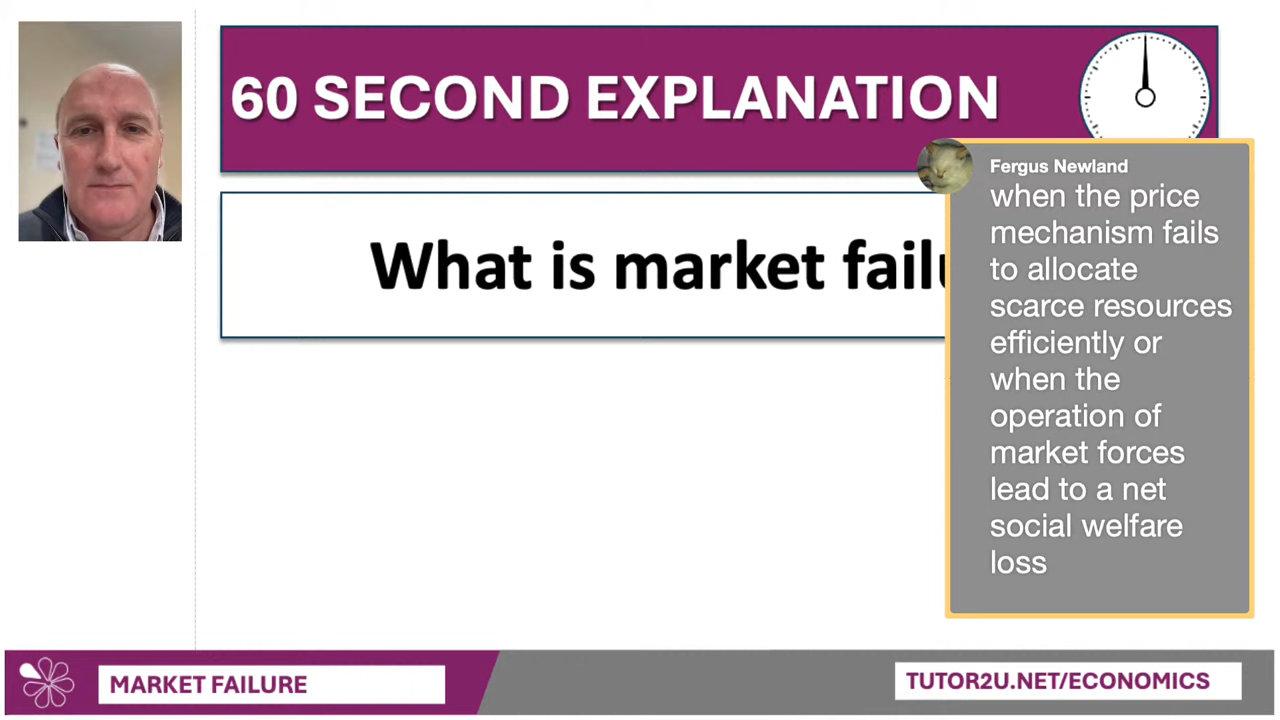 60 SECOND EXPLANATION
What is market fail
Fergus Newland
when the price
mechanism fails
to allocate
scarce resources
efficiently or
when the
operation of
market forces
lead to a net
social welfare
loss
MARKET FAILURE
TUTOR2U.NET/ECONOMICS